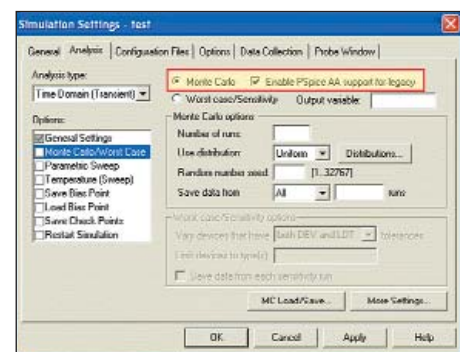 Simulation Settings - test
General Analysis Configuration Files Options Data Collection Probe Window
Analysis type:
Time Domain (Transient)
Options:
General Settings
Monte Carlo/Worst Case
Parametric Sweep
Temperature (Sweep)
Save Bias Point
Load Bias Point
Save Check Points
Restart Simulation
Monte Carlo Enable PSpice AA support for legacy
Worst case/Sensitivity Output variable:
Monte Carlo options
Number of runs:
Use distribution: Uniform Distributions...
Random number seed: [1..32767]
Save data from All runs
Worst case/Sensitivity options
Vary devices that have both DEV and LOT tolerances
Limit devices to type(s):
Save data from each sensitivity run
MC Load/Save... More Settings...
OK Cancel Apply Help